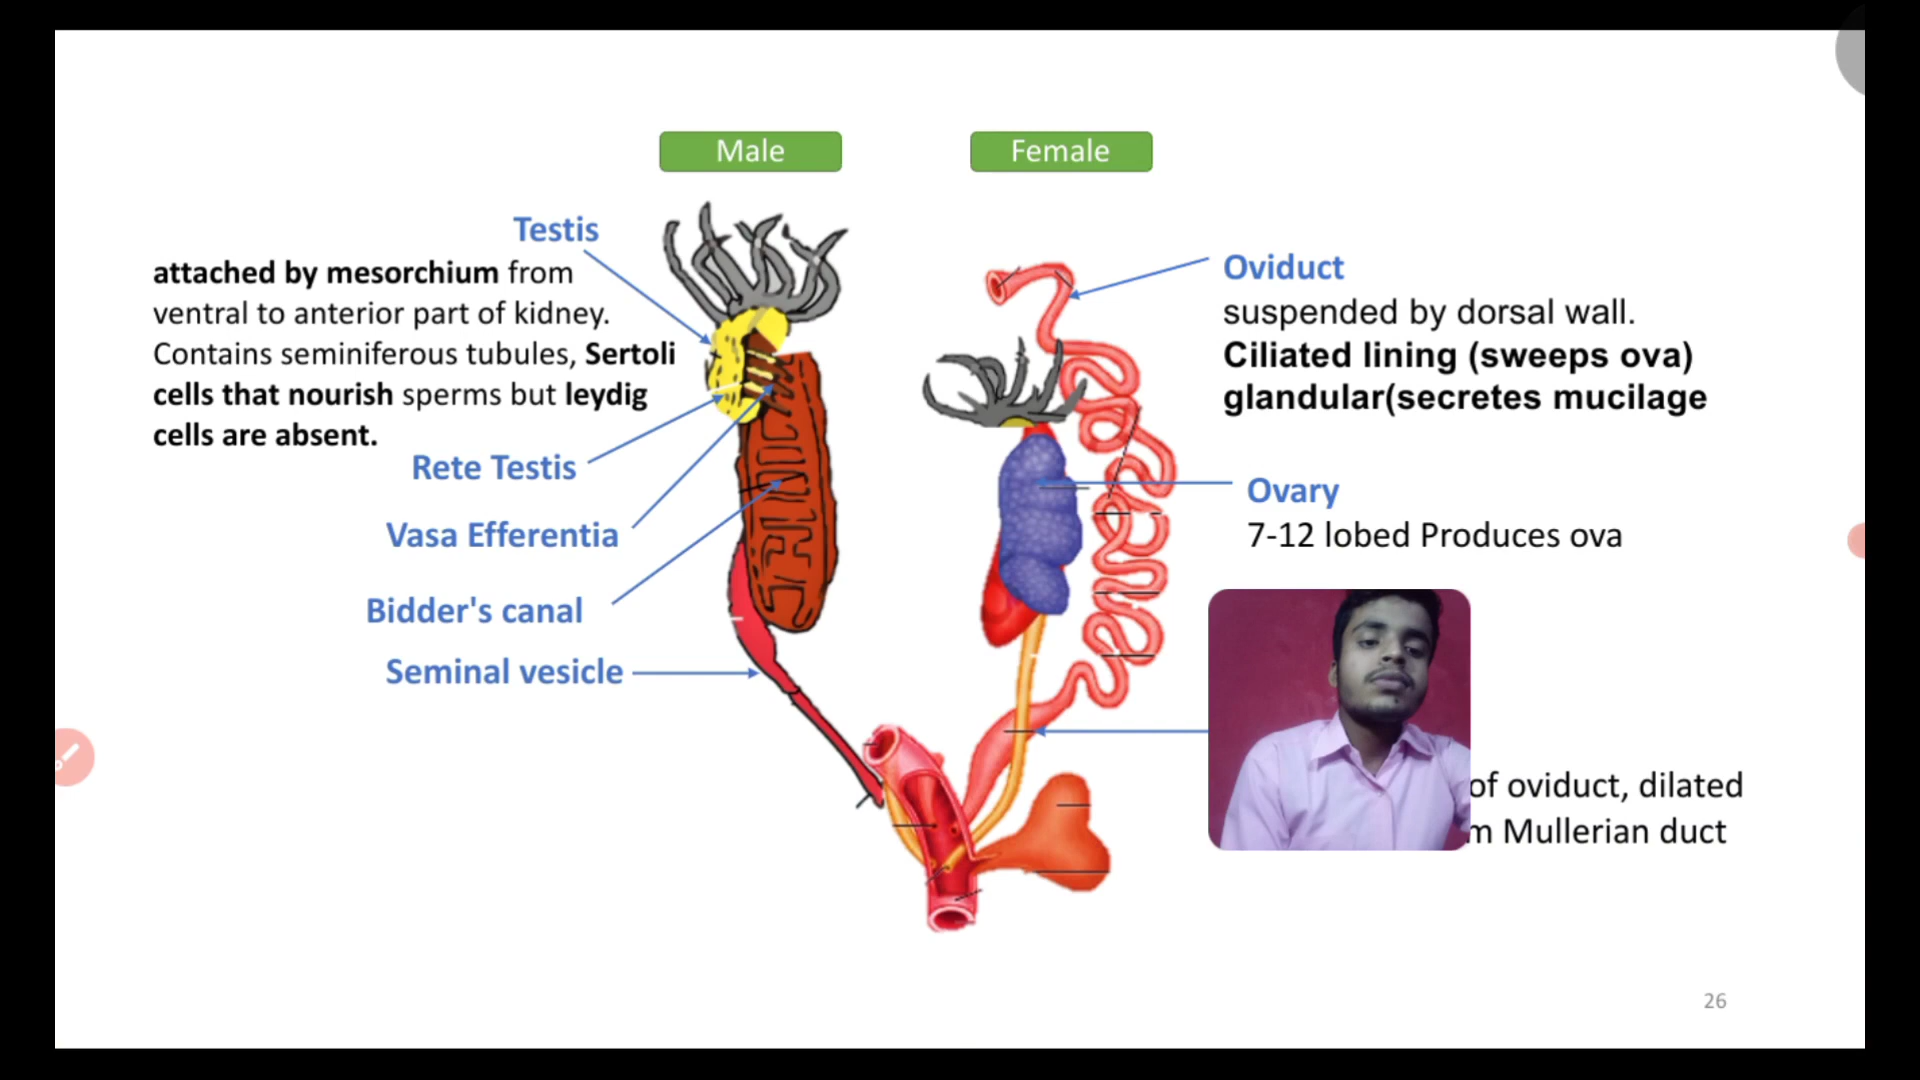 Male
Female
Testis
attached by mesorchium from
ventral to anterior part of kidney.
Contains seminiferous tubules, Sertoli
cells that nourish sperms but leydig
cells are absent.
Rete Testis
Vasa Efferentia
Bidder's canal
Seminal vesicle
Oviduct
suspended by dorsal wall.
Ciliated lining (sweeps ova)
glandular(secretes mucilage
Ovary
7-12 lobed Produces ova
of oviduct, dilated
Mullerian duct
26